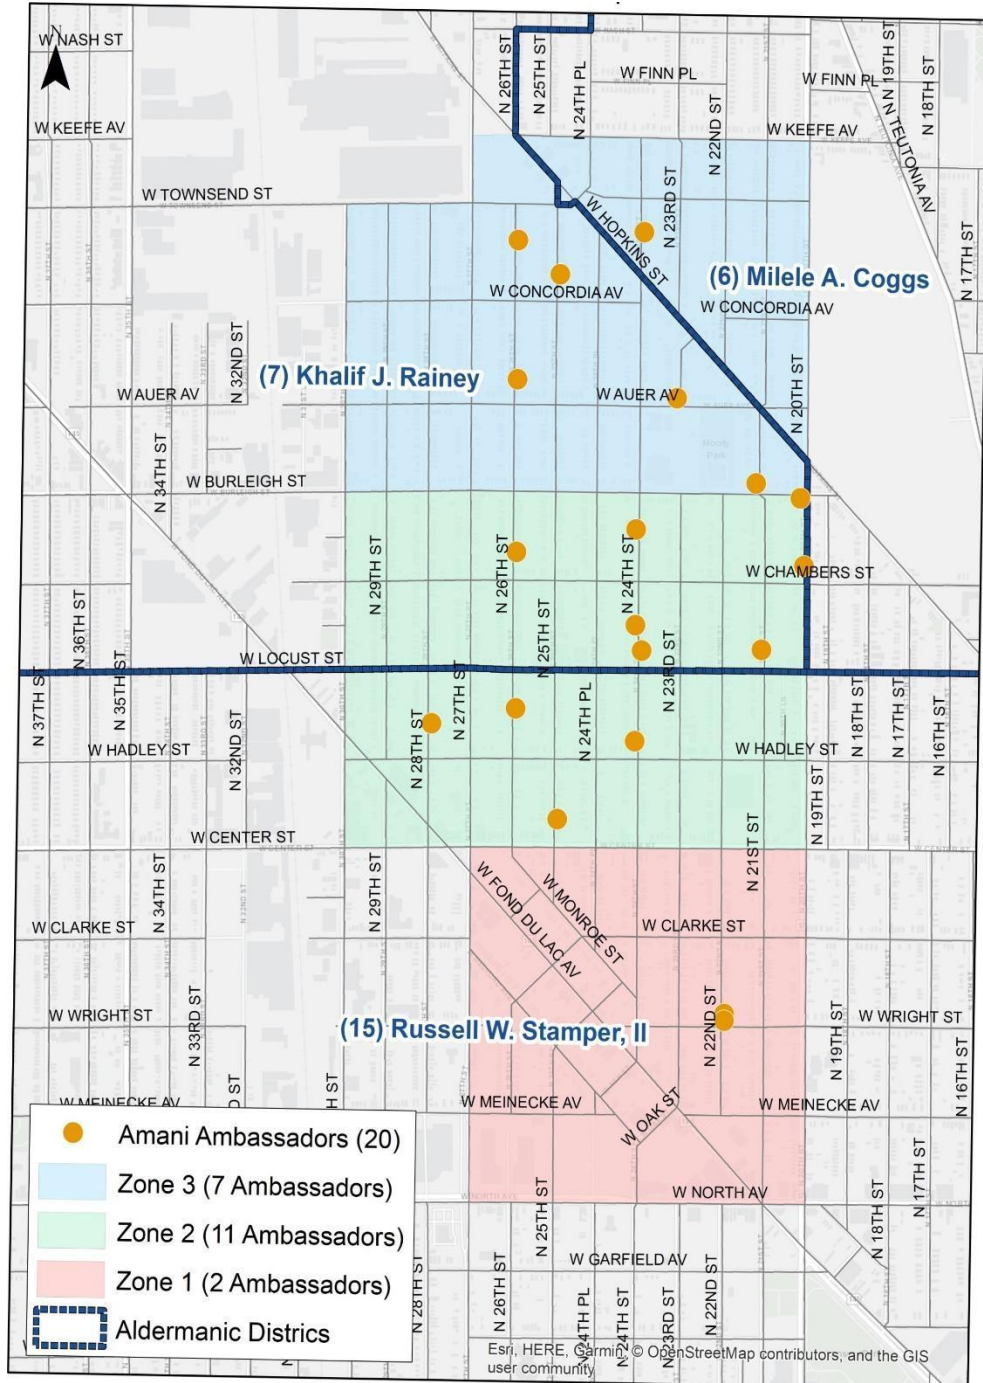 N
W NASH ST
N 26TH ST
N 25TH ST
N 24TH PL
W FINN PL
N 22ND ST
W FINN PL
N 19TH ST
N 18TH ST
N TEUTONIA AV
W KEEFE AV
W KEEFE AV
W TOWNSEND ST
W HOPKINS ST
N 23RD ST
N 17TH ST
(6) Milele A. Coggs
W CONCORDIA AV
W CONCORDIA AV
N 32ND ST
(7) Khalif J. Rainey
W AUER AV
W AUER AV
N 20TH ST
Moody
Park
N 34TH ST
W BURLEIGH ST
N 29TH ST
N 26TH ST
N 24TH ST
W CHAMBERS ST
N 36TH ST
N 25TH ST
W LOCUST ST
N 23RD ST
N 37TH ST
N 35TH ST
N 27TH ST
N 28TH ST
N 24TH PL
W HADLEY ST
N 32ND ST
W HADLEY ST
N 18TH ST
N 17TH ST
N 16TH ST
N 19TH ST
W CENTER ST
N 21ST ST
N 34TH ST
N 29TH ST
W FOND DU LAC AV
W MONROE ST
W CLARKE ST
W CLARKE ST
W WRIGHT ST
N 33RD ST
(15) Russell W. Stamper, II
N 22ND ST
N 19TH ST
W WRIGHT ST
N 16TH ST
W MEINECKE AV
W MEINECKE AV
W OAK ST
W MEINECKE AV
W NORTH AV
N 25TH ST
N 18TH ST
N 17TH ST
W GARFIELD AV
N 28TH ST
N 26TH ST
N 24TH PL
N 24TH ST
N 23RD ST
N 22ND ST
Amani Ambassadors (20)
Zone 3 (7 Ambassadors)
Zone 2 (11 Ambassadors)
Zone 1 (2 Ambassadors)
Aldermanic Districs
Esri, HERE, Garmin, © OpenStreetMap contributors, and the GIS
user community